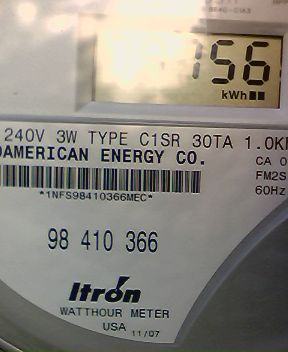 156
kWh
240V 3W TYPE C1SR 30TA 1.0K
AMERICAN ENERGY CO.
CA 0
FM2S
60Hz
*1NFS98410366MEC*
98 410 366
Itron
WATTHOUR METER
USA 11/07